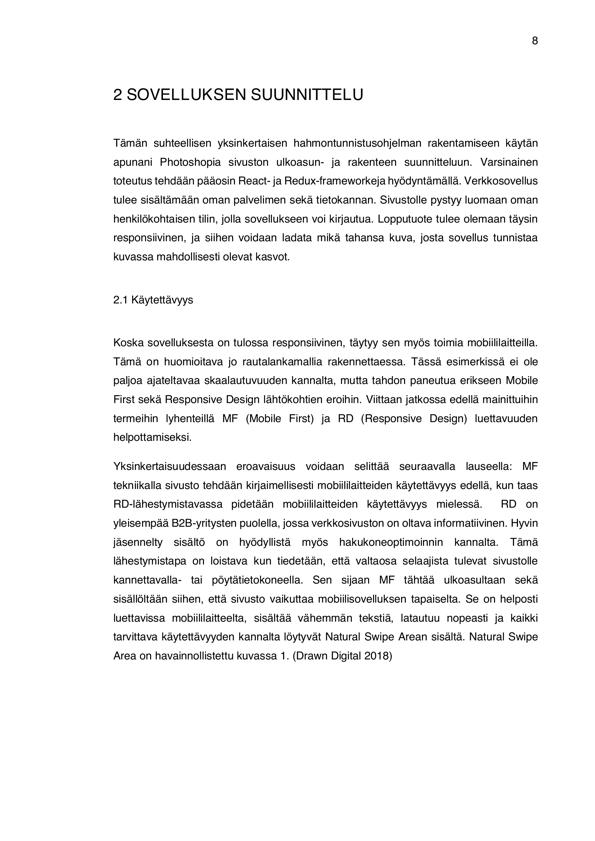 8
2 SOVELLUKSEN SUUNNITTELU
Tämän suhteellisen yksinkertaisen hahmontunnistusohjelman rakentamiseen käytän
apunani Photoshopia sivuston ulkoasun- ja rakenteen suunnitteluun. Varsinainen
toteutus tehdään pääosin React- ja Redux-frameworkeja hyödyntämällä. Verkkosovellus
tulee sisältämään oman palvelimen sekä tietokannan. Sivustolle pystyy luomaan oman
henkilökohtaisen tilin, jolla sovellukseen voi kirjautua. Lopputuote tulee olemaan täysin
responsiivinen, ja siihen voidaan ladata mikä tahansa kuva, josta sovellus tunnistaa
kuvassa mahdollisesti olevat kasvot.
2.1 Käytettävyys
Koska sovelluksesta on tulossa responsiivinen, täytyy sen myös toimia mobiililaitteilla.
Tämä on huomioitava jo rautalankamallia rakennettaessa. Tässä esimerkissä ei ole
paljoa ajateltavaa skaalautuvuuden kannalta, mutta tahdon paneutua erikseen Mobile
First sekä Responsive Design lähtökohtien eroihin. Viittaan jatkossa edellä mainittuihin
termeihin lyhenteillä MF (Mobile First) ja RD (Responsive Design) luettavuuden
helpottamiseksi.
Yksinkertaisuudessaan eroavaisuus voidaan selittää seuraavalla lauseella: MF
tekniikalla sivusto tehdään kirjaimellisesti mobiililaitteiden käytettävyys edellä, kun taas
RD-lähestymistavassa pidetään mobiililaitteiden käytettävyys mielessä. RD on
yleisempää B2B-yritysten puolella, jossa verkkosivuston on oltava informatiivinen. Hyvin
jäsennelty sisältö on hyödyllistä myös hakukoneoptimoinnin kannalta. Tämä
lähestymistapa on loistava kun tiedetään, että valtaosa selaajista tulevat sivustolle
kannettavalla- tai pöytätietokoneella. Sen sijaan MF tähtää ulkoasultaan sekä
sisällöltään siihen, että sivusto vaikuttaa mobiilisovelluksen tapaiselta. Se on helposti
luettavissa mobiililaitteelta, sisältää vähemmän tekstiä, latautuu nopeasti ja kaikki
tarvittava käytettävyyden kannalta löytyvät Natural Swipe Arean sisältä. Natural Swipe
Area on havainnollistettu kuvassa 1. (Drawn Digital 2018)